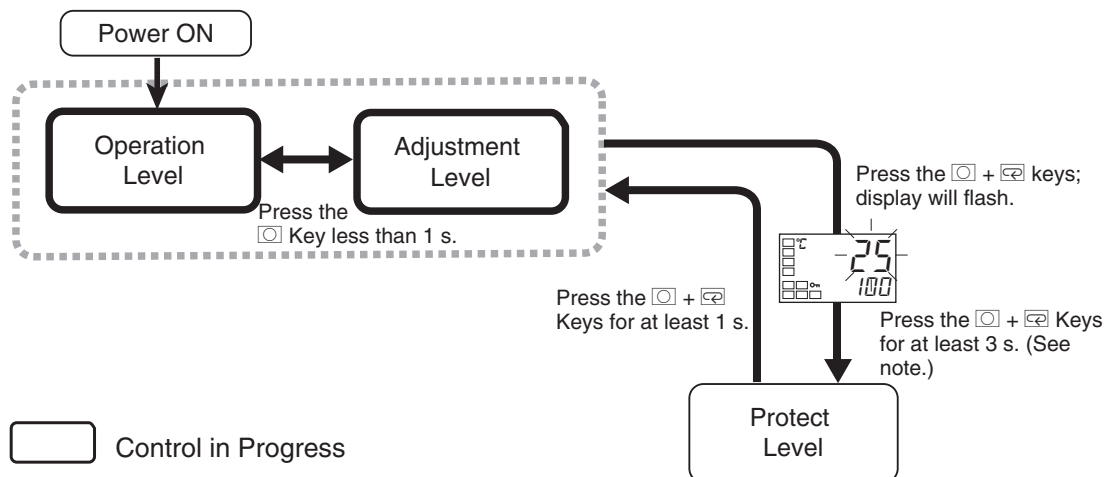 Power ON
Operation
Level
Adjustment
Level
Press the
Key less than 1 s.
Press the + keys;
display will flash.
°C
25
100
Press the +
Keys for at least 1 s.
Press the + Keys
for at least 3 s. (See
note.)
Protect
Level
Control in Progress